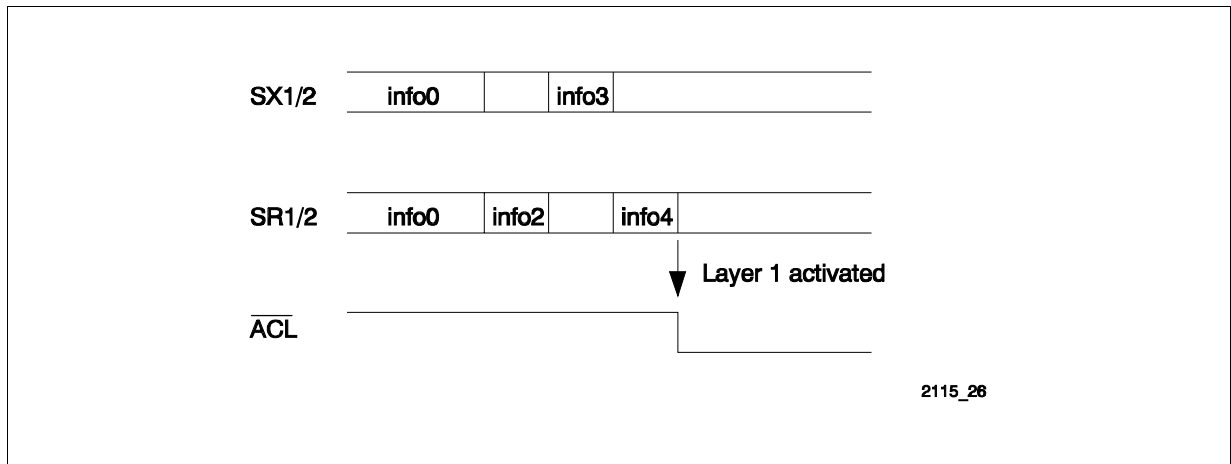 SX1/2 info0 info3
SR1/2 info0 info2 info4
Layer 1 activated
ACL
2115_26